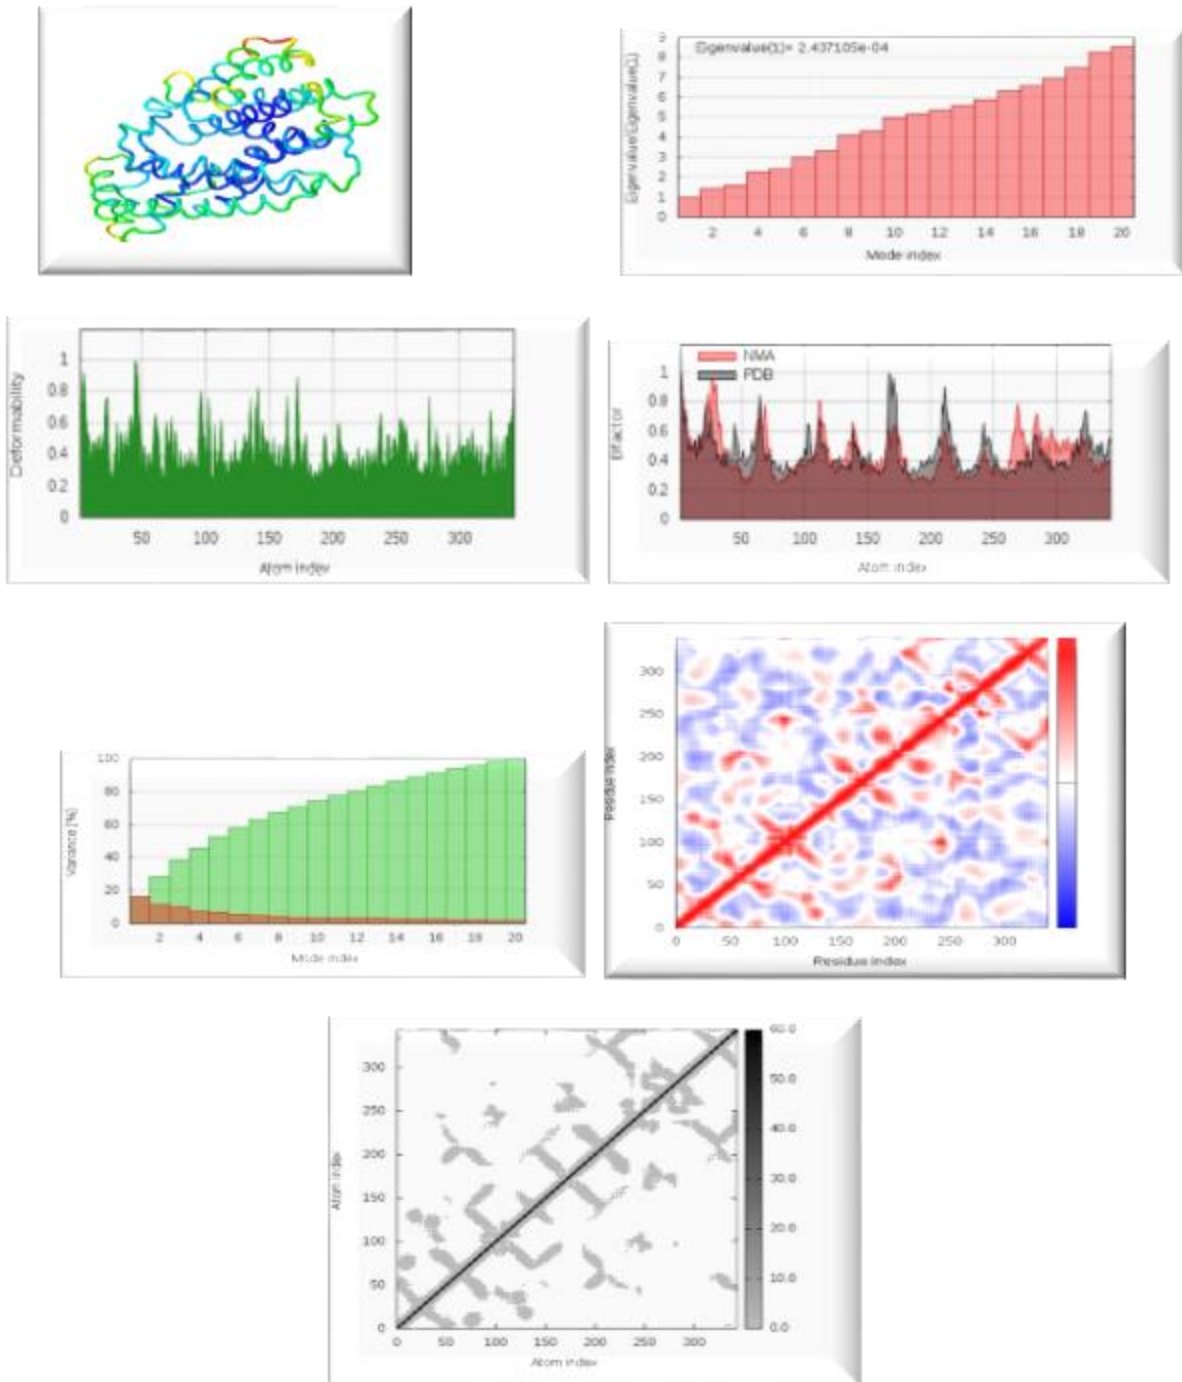 Eigenvalue(1)= 2.437105e-04
Eigenvalue/Eigenvalue(1)
9
8
7
6
5
4
3
2
1
0
2 4 6 8 10 12 14 16 18 20
Mode index
Deformability
1
0.8
0.6
0.4
0.2
0
50 100 150 200 250 300
Atom index
NMA
PDB
Bfactor
1
0.8
0.6
0.4
0.2
0
50 100 150 200 250 300
Atom index
Variance [%]
100
80
60
40
20
0
2 4 6 8 10 12 14 16 18 20
Mode index
Residue index
300
250
200
150
100
50
0
0 50 100 150 200 250 300
Residue index
Atom index
300
250
200
150
100
50
0
0 50 100 150 200 250 300
Atom index
60.0
50.0
40.0
30.0
20.0
10.0
0.0